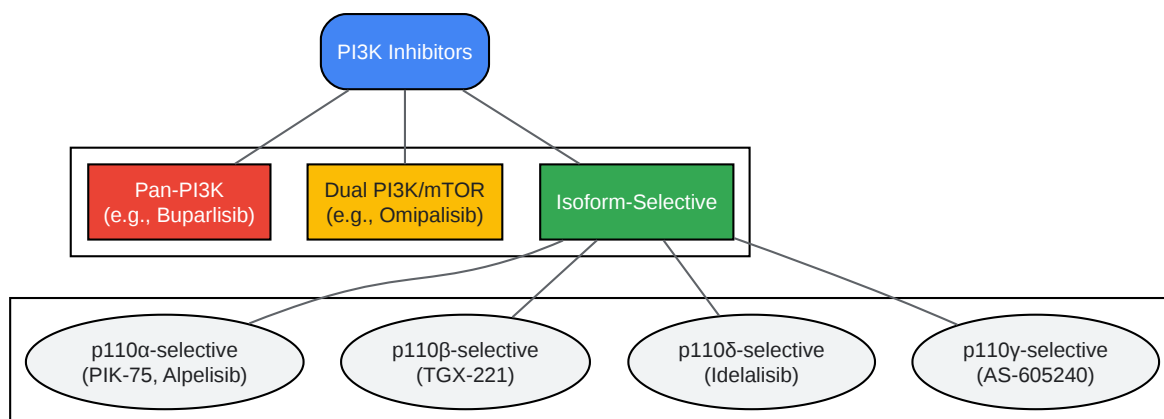 PI3K Inhibitors
Pan-PI3K
(e.g., Buparlisib)
Dual PI3K/mTOR
(e.g., Omipalisib)
Isoform-Selective
p110α-selective
(PIK-75, Alpelisib)
p110β-selective
(TGX-221)
p110δ-selective
(Idelalisib)
p110γ-selective
(AS-605240)